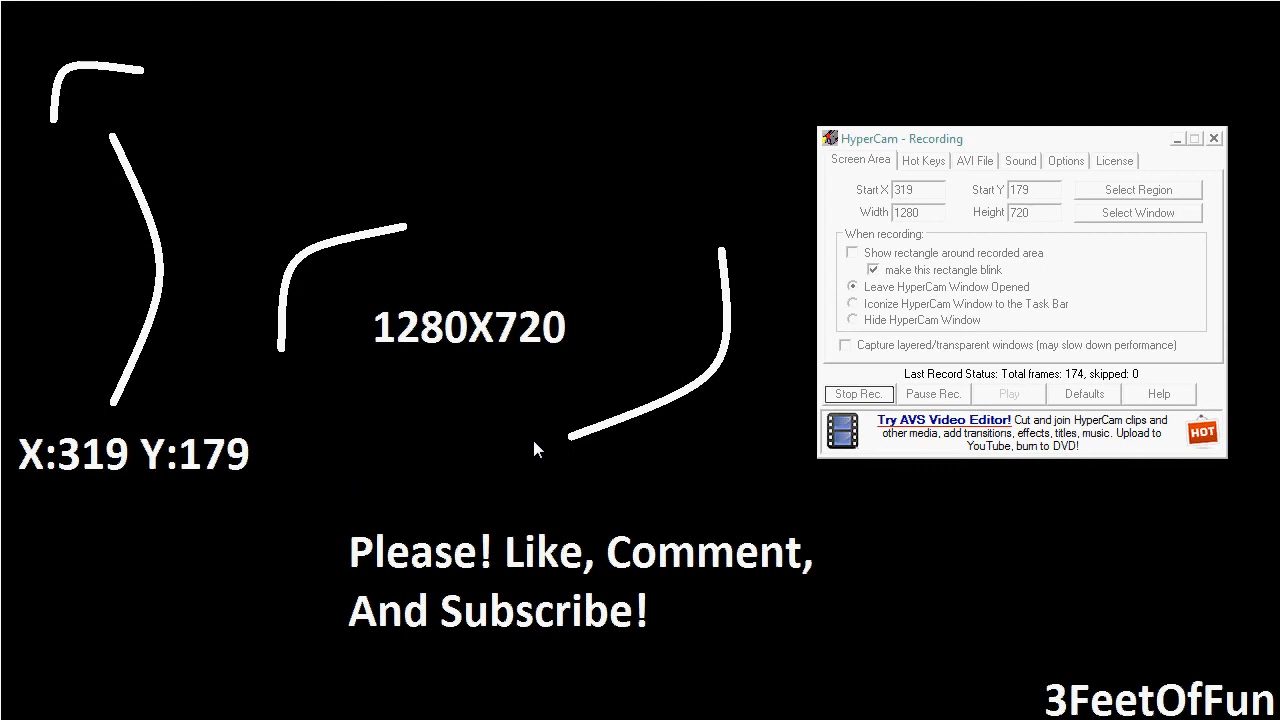 HyperCam - Recording
Screen Area Hot Keys AVI File Sound Options License
Start X 319 Start Y 179 Select Region
Width 1280 Height 720 Select Window
When recording:
Show rectangle around recorded area
make this rectangle blink
Leave HyperCam Window Opened
Iconize HyperCam Window to the Task Bar
Hide HyperCam Window
Capture layered/transparent windows (may slow down performance)
Last Record Status: Total frames: 174, skipped: 0
Stop Rec. Pause Rec. Play Defaults Help
Try AVS Video Editor! Cut and join HyperCam clips and
other media, add transitions, effects, titles, music. Upload to
YouTube, burn to DVD!
HOT
1280X720
X:319 Y:179
Please! Like, Comment,
And Subscribe!
3FeetOfFun